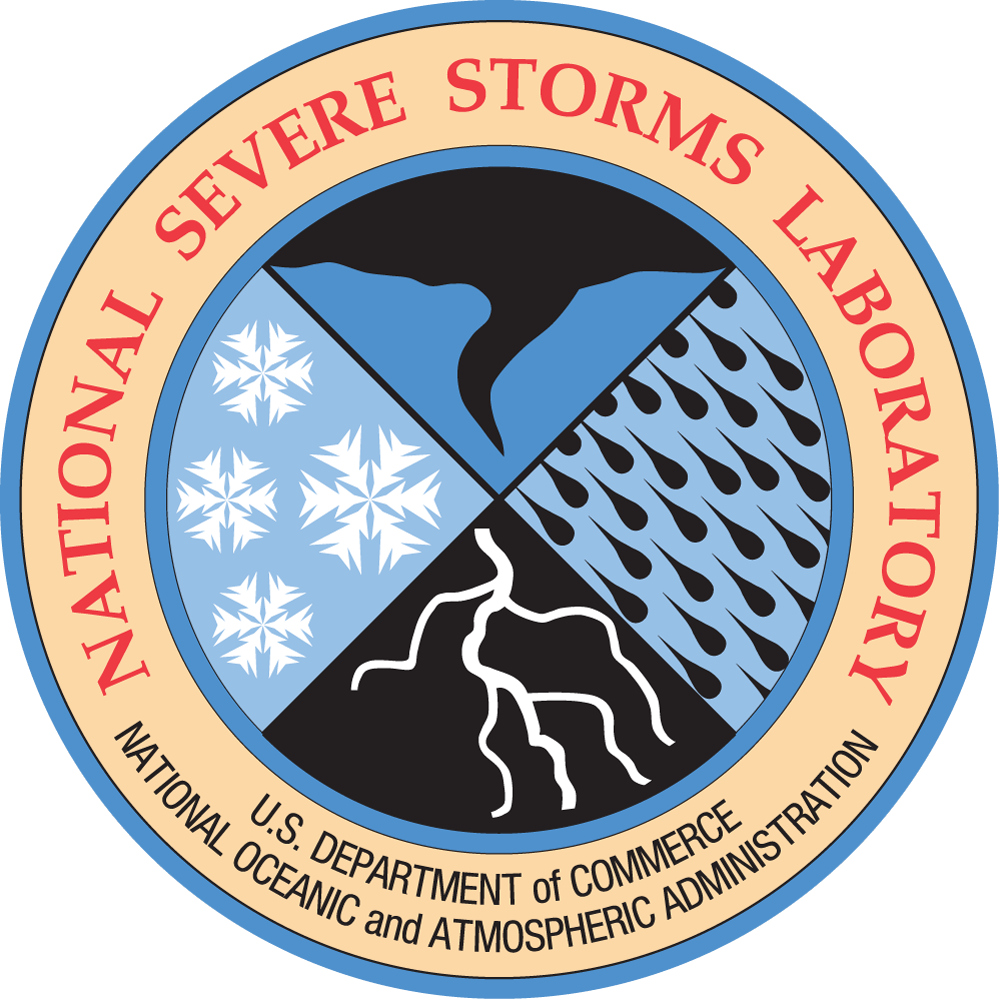 NATIONAL SEVERE STORMS LABORATORY
U.S. DEPARTMENT of COMMERCE
NATIONAL OCEANIC and ATMOSPHERIC ADMINISTRATION